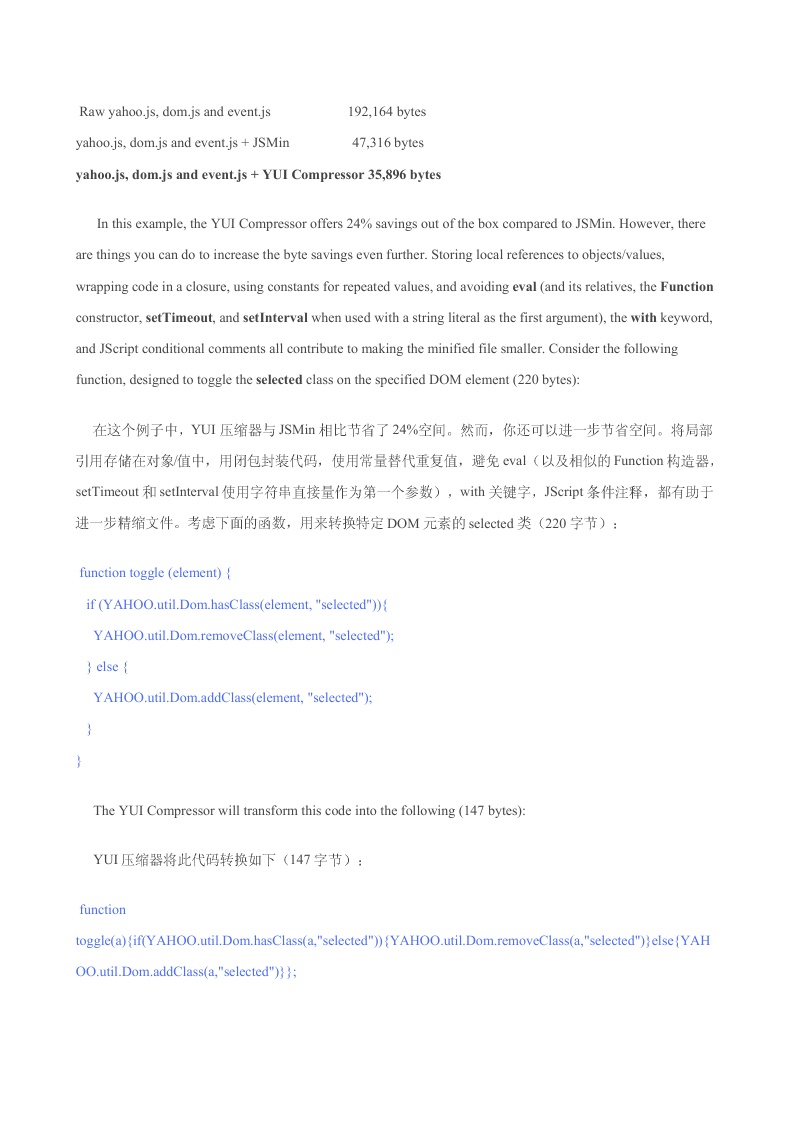 Raw yahoo.js, dom.js and event.js 192,164 bytes
yahoo.js, dom.js and event.js + JSMin 47,316 bytes
yahoo.js, dom.js and event.js + YUI Compressor 35,896 bytes
In this example, the YUI Compressor offers 24% savings out of the box compared to JSMin. However, there
are things you can do to increase the byte savings even further. Storing local references to objects/values,
wrapping code in a closure, using constants for repeated values, and avoiding eval (and its relatives, the Function
constructor, setTimeout, and setInterval when used with a string literal as the first argument), the with keyword,
and JScript conditional comments all contribute to making the minified file smaller. Consider the following
function, designed to toggle the selected class on the specified DOM element (220 bytes):
在这个例子中，YUI 压缩器与 JSMin 相比节省了 24%空间。然而，你还可以进一步节省空间。将局部
引用存储在对象/值中，用闭包封装代码，使用常量替代重复值，避免 eval（以及相似的 Function 构造器，
setTimeout 和 setInterval 使用字符串直接量作为第一个参数），with 关键字，JScript 条件注释，都有助于
进一步精缩文件。考虑下面的函数，用来转换特定 DOM 元素的 selected 类（220 字节）；
function toggle (element) {
if (YAHOO.util.Dom.hasClass(element, "selected")){
YAHOO.util.Dom.removeClass(element, "selected");
} else {
YAHOO.util.Dom.addClass(element, "selected");
}
}
The YUI Compressor will transform this code into the following (147 bytes):
YUI 压缩器将此代码转换如下（147 字节）；
function
toggle(a){if(YAHOO.util.Dom.hasClass(a,"selected")){YAHOO.util.Dom.removeClass(a,"selected")}else{YAH
OO.util.Dom.addClass(a,"selected")}};